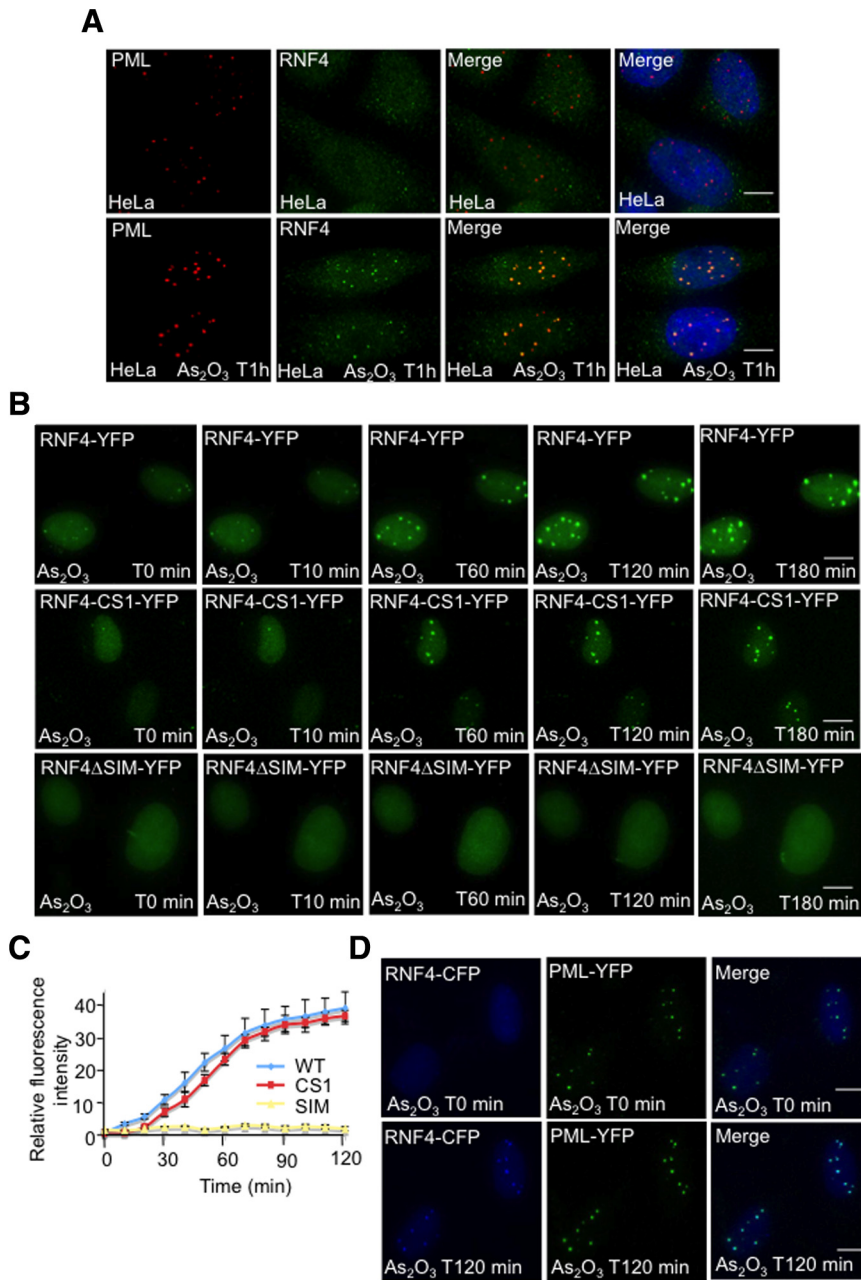 A
PML RNF4 Merge Merge
HeLa HeLa HeLa HeLa
PML RNF4 Merge Merge
HeLa As₂O₃ T1h HeLa As₂O₃ T1h HeLa As₂O₃ T1h HeLa As₂O₃ T1h
B
RNF4-YFP RNF4-YFP RNF4-YFP RNF4-YFP RNF4-YFP
As₂O₃ T0 min As₂O₃ T10 min As₂O₃ T60 min As₂O₃ T120 min As₂O₃ T180 min
RNF4-CS1-YFP RNF4-CS1-YFP RNF4-CS1-YFP RNF4-CS1-YFP RNF4-CS1-YFP
As₂O₃ T0 min As₂O₃ T10 min As₂O₃ T60 min As₂O₃ T120 min As₂O₃ T180 min
RNF4ΔSIM-YFP RNF4ΔSIM-YFP RNF4ΔSIM-YFP RNF4ΔSIM-YFP RNF4ΔSIM-YFP
As₂O₃ T0 min As₂O₃ T10 min As₂O₃ T60 min As₂O₃ T120 min As₂O₃ T180 min
C
Relative fluorescence
intensity
40
30
20
10
0
WT
CS1
SIM
0 30 60 90 120
Time (min)
D
RNF4-CFP PML-YFP Merge
As₂O₃ T0 min As₂O₃ T0 min As₂O₃ T0 min
RNF4-CFP PML-YFP Merge
As₂O₃ T120 min As₂O₃ T120 min As₂O₃ T120 min